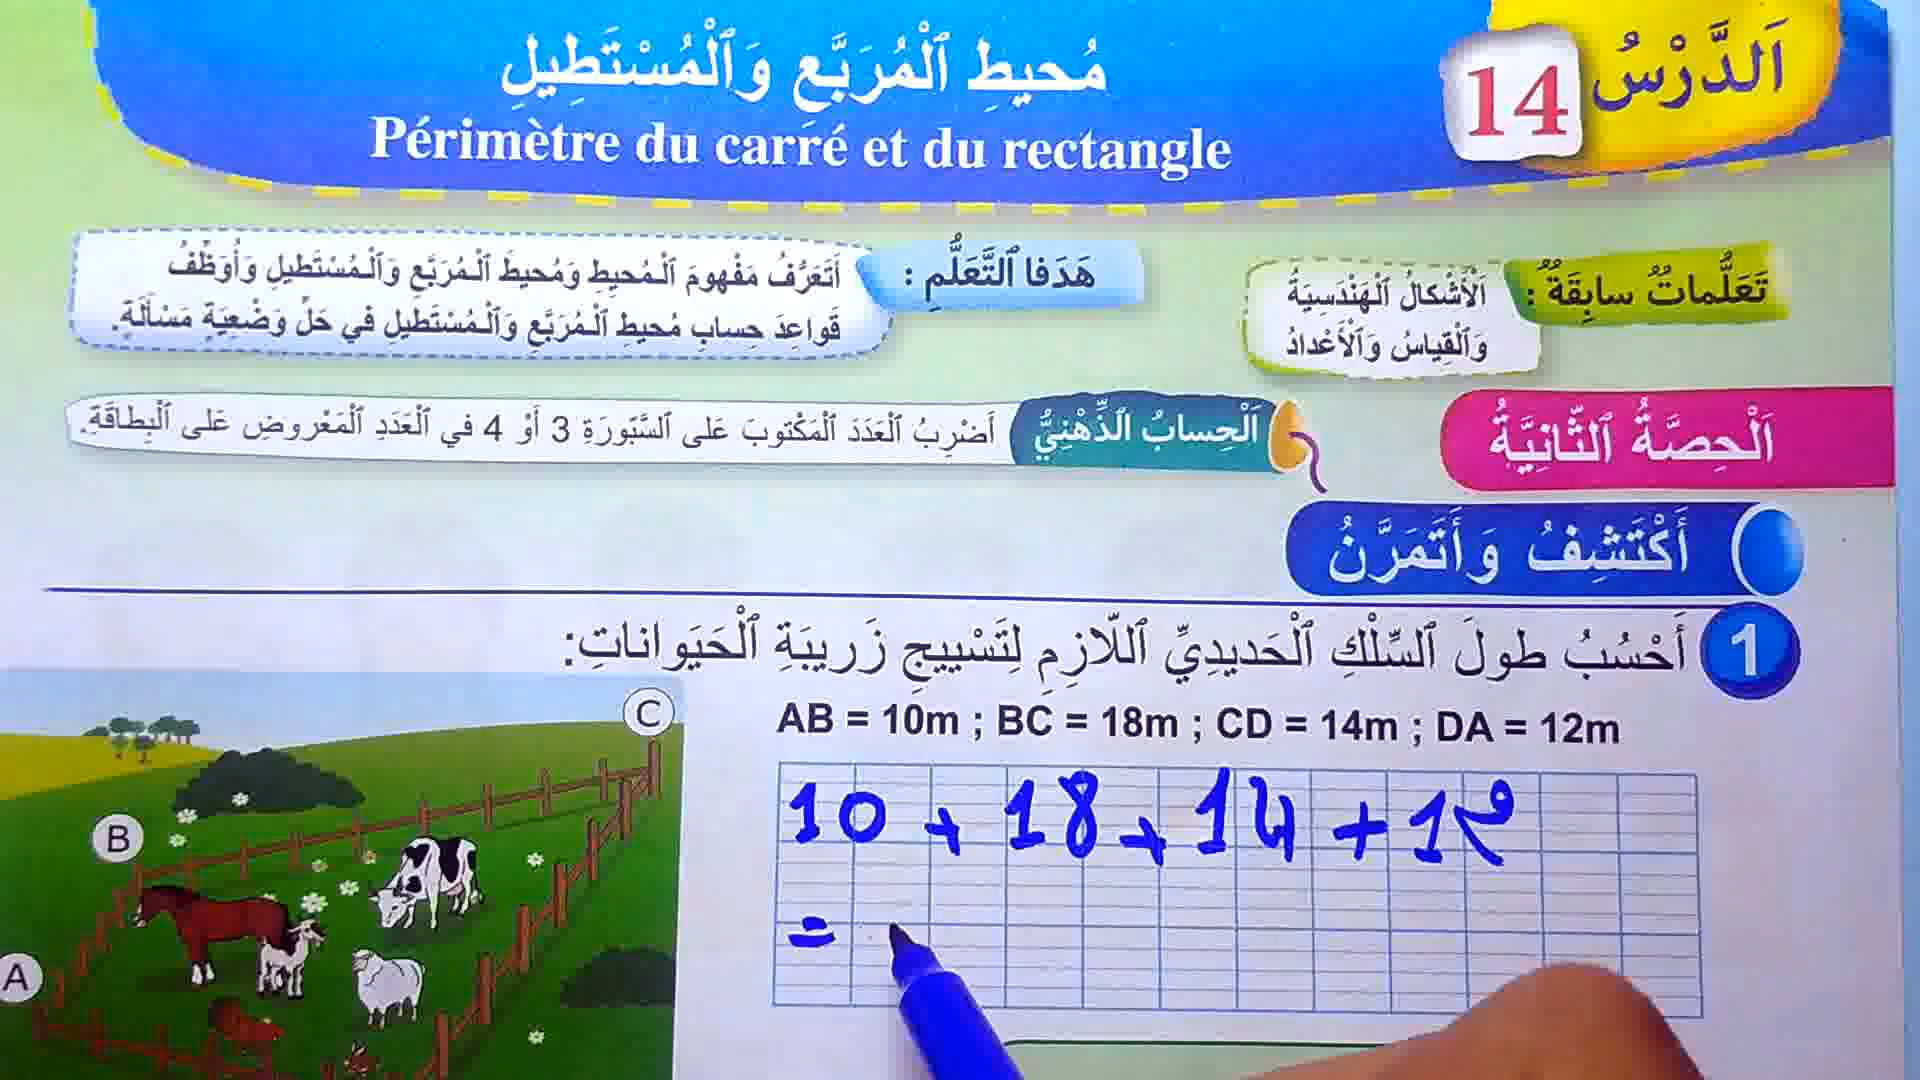 اَلدَّرْسُ 14
مُحيطِ ٱلْمُرَبَّعِ وَٱلْمُسْتَطِيلِ
Périmètre du carré et du rectangle
تَعَلُّماتٌ سابِقَةٌ :
اَلْأَشْكالُ ٱلْهَنْدَسِيَةُ
وَٱلْقِياسُ وَٱلْأَعْدادُ
هَدَفا ٱلتَّعَلُّمِ :
أَتَعَرَّفُ مَفْهومَ ٱلْمُحيطِ وَمُحيطَ ٱلْمُرَبَّعِ وَٱلْمُسْتَطيلِ وَأُوَظِّفُ
قَواعِدَ حِسابِ مُحيطِ ٱلْمُرَبَّعِ وَٱلْمُسْتَطيلِ في حَلِّ وَضْعِيَةِ مَسْأَلَةٍ.
اَلْحِصَّةُ ٱلثّانِيَّةُ
اَلْحِسابُ ٱلذِّهْنِيُّ
أَضْرِبُ ٱلْعَدَدَ ٱلْمَكْتوبَ عَلى ٱلسَّبّورَةِ 3 أَوْ 4 في ٱلْعَدَدِ ٱلْمَعْروضِ عَلى ٱلْبِطاقَةِ.
أَكْتَشِفُ وَأَتَمَرَّنُ
1 أَحْسُبُ طولَ ٱلسِّلْكِ ٱلْحَديدِيِّ ٱللّازِمِ لِتَسْييجِ زَريبَةِ ٱلْحَيَواناتِ:
AB = 10m ; BC = 18m ; CD = 14m ; DA = 12m
10 + 18 + 14 + 12
=
C
B
A